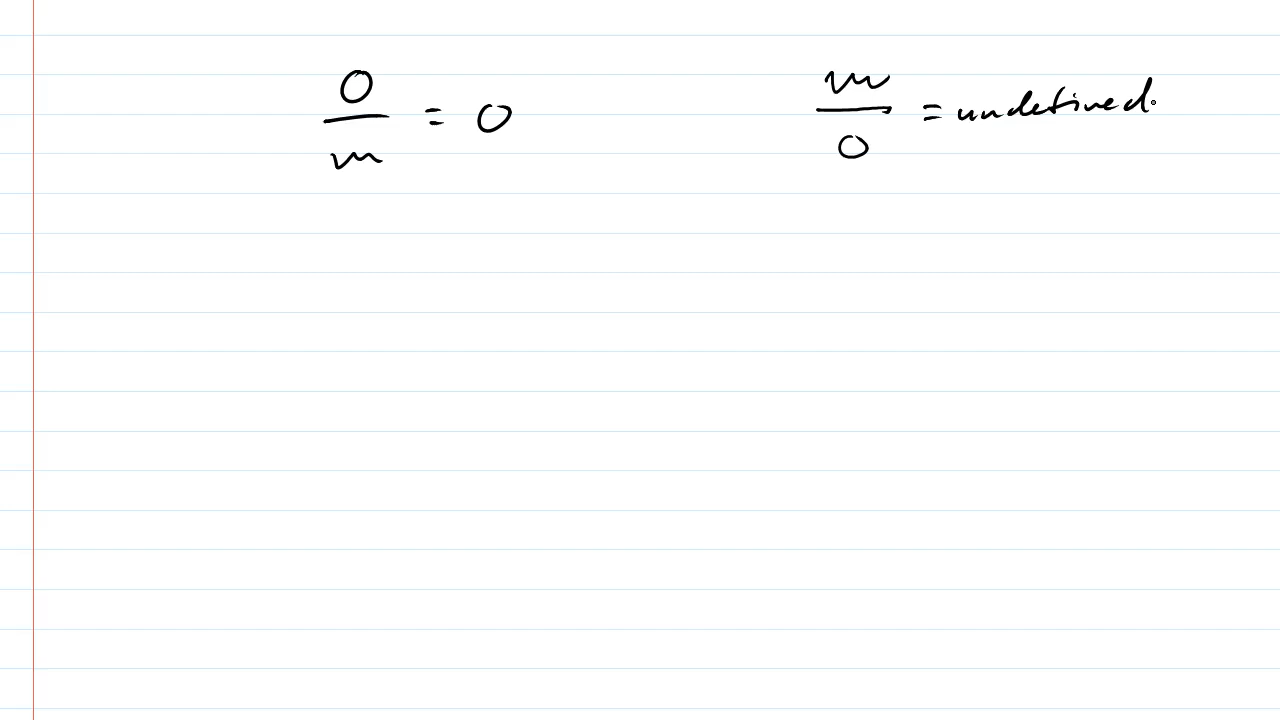 0/m = 0
m/0 = undefined.